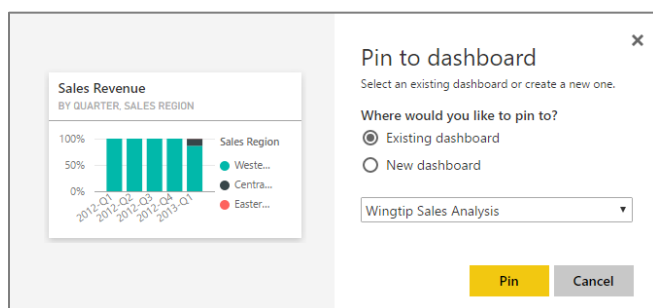 Sales Revenue
BY QUARTER, SALES REGION
100%
50%
0%
2012-Q1
2012-Q2
2012-Q3
2012-Q4
2013-Q1
Sales Region
Weste...
Centra...
Easter...
Pin to dashboard
Select an existing dashboard or create a new one.
Where would you like to pin to?
Existing dashboard
New dashboard
Wingtip Sales Analysis
Pin
Cancel